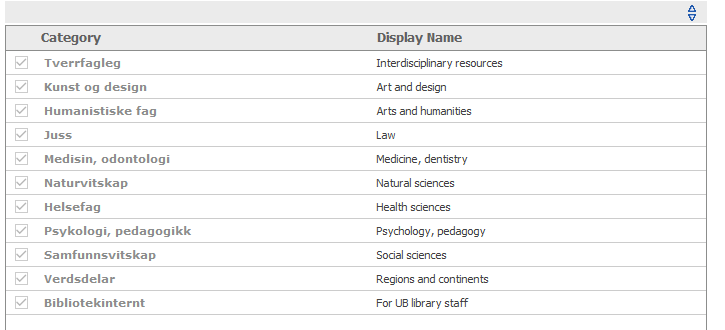 Category Display Name
Tverrfagleg Interdisciplinary resources
Kunst og design Art and design
Humanistiske fag Arts and humanities
Juss Law
Medisin, odontologi Medicine, dentistry
Naturvitskap Natural sciences
Helsefag Health sciences
Psykologi, pedagogikk Psychology, pedagogy
Samfunnsvitskap Social sciences
Verdsdelar Regions and continents
Bibliotekinternt For UB library staff